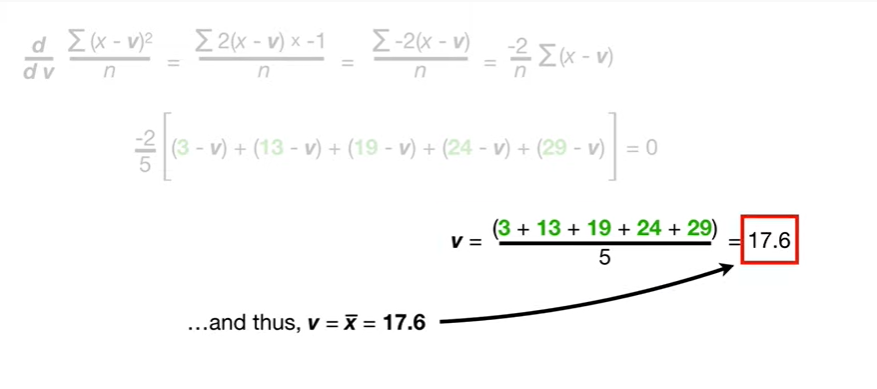 d/dv Σ(x - v)²/n = Σ2(x - v) × -1/n = Σ-2(x - v)/n = -2/n Σ(x - v)
-2/5 [(3 - v) + (13 - v) + (19 - v) + (24 - v) + (29 - v)] = 0
v = (3 + 13 + 19 + 24 + 29)/5 = 17.6
...and thus, v = x̅ = 17.6